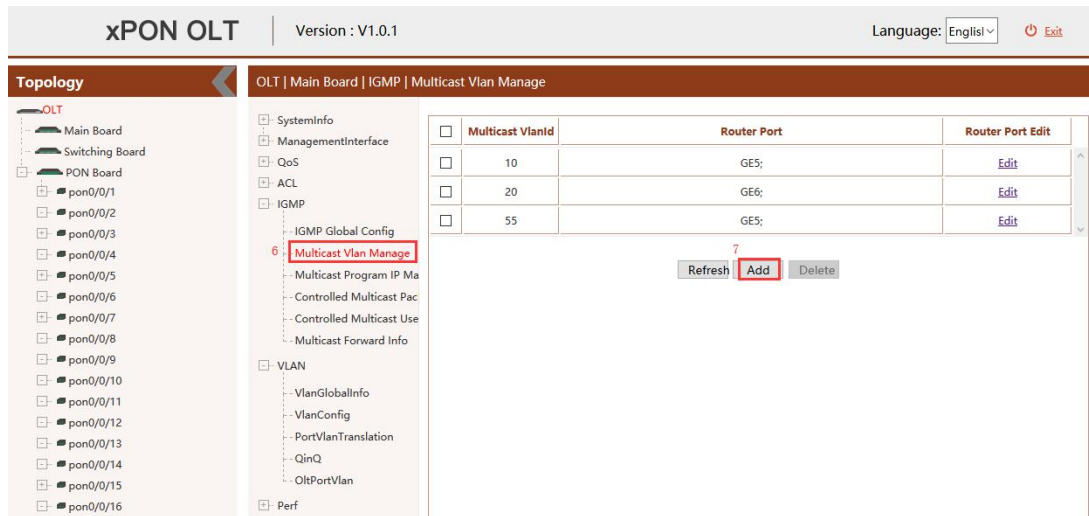 xPON OLT
Version : V1.0.1
Language:
Englisl
Exit
Topology
OLT | Main Board | IGMP | Multicast Vlan Manage
OLT
Main Board
Switching Board
PON Board
pon0/0/1
pon0/0/2
pon0/0/3
pon0/0/4
pon0/0/5
pon0/0/6
pon0/0/7
pon0/0/8
pon0/0/9
pon0/0/10
pon0/0/11
pon0/0/12
pon0/0/13
pon0/0/14
pon0/0/15
pon0/0/16
SystemInfo
ManagementInterface
QoS
ACL
IGMP
IGMP Global Config
6 Multicast Vlan Manage
Multicast Program IP Ma
Controlled Multicast Pac
Controlled Multicast Use
Multicast Forward Info
VLAN
VlanGlobalInfo
VlanConfig
PortVlanTranslation
QinQ
OltPortVlan
Perf
Multicast VlanId Router Port Router Port Edit
10 GE5; Edit
20 GE6; Edit
55 GE5; Edit
7
Refresh Add Delete